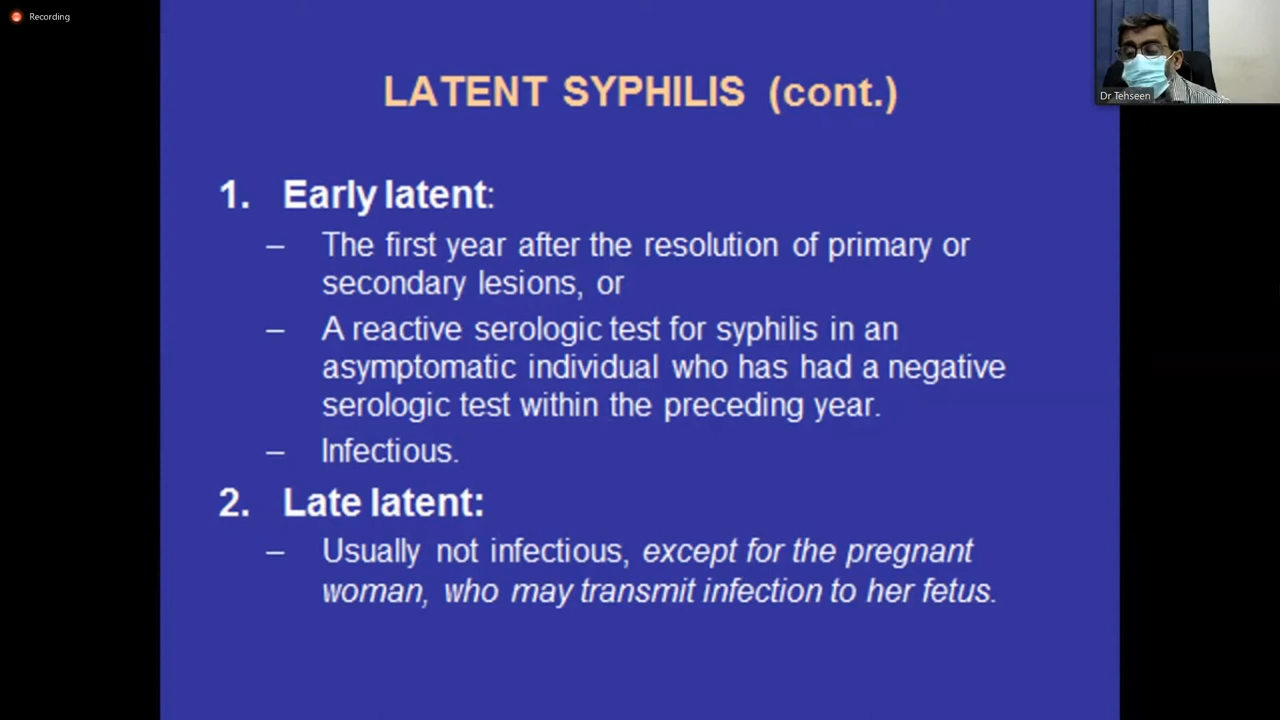 Recording
Dr Tehseen
LATENT SYPHILIS (cont.)
1. Early latent:
– The first year after the resolution of primary or
secondary lesions, or
– A reactive serologic test for syphilis in an
asymptomatic individual who has had a negative
serologic test within the preceding year.
– Infectious.
2. Late latent:
– Usually not infectious, except for the pregnant
woman, who may transmit infection to her fetus.